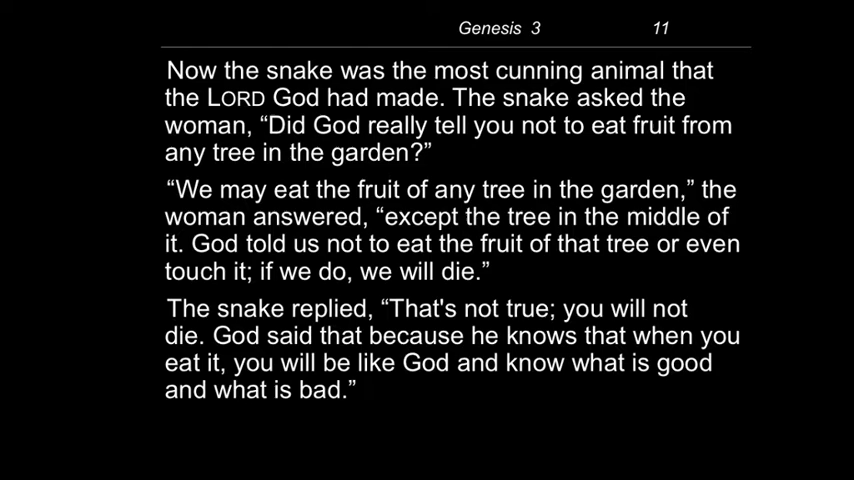 Genesis 3 11
Now the snake was the most cunning animal that
the LORD God had made. The snake asked the
woman, “Did God really tell you not to eat fruit from
any tree in the garden?”
“We may eat the fruit of any tree in the garden,” the
woman answered, “except the tree in the middle of
it. God told us not to eat the fruit of that tree or even
touch it; if we do, we will die.”
The snake replied, “That's not true; you will not
die. God said that because he knows that when you
eat it, you will be like God and know what is good
and what is bad.”